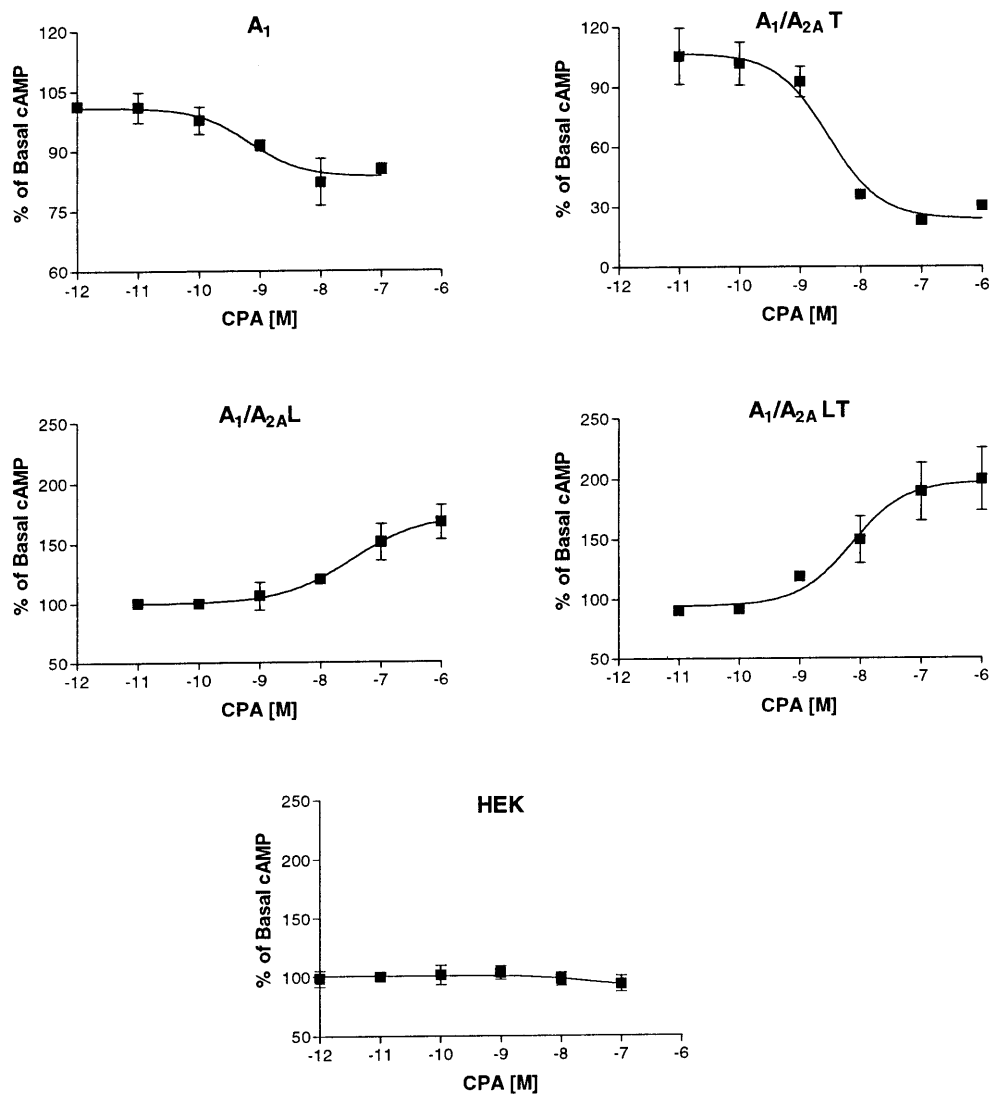 A1
120
105
90
75
60
% of Basal cAMP
-12 -11 -10 -9 -8 -7 -6
CPA [M]
A1/A2A T
120
90
60
30
0
% of Basal cAMP
-12 -11 -10 -9 -8 -7 -6
CPA [M]
A1/A2AL
250
200
150
100
50
% of Basal cAMP
-12 -11 -10 -9 -8 -7 -6
CPA [M]
A1/A2A LT
250
200
150
100
50
% of Basal cAMP
-12 -11 -10 -9 -8 -7 -6
CPA [M]
HEK
250
200
150
100
50
% of Basal cAMP
-12 -11 -10 -9 -8 -7 -6
CPA [M]